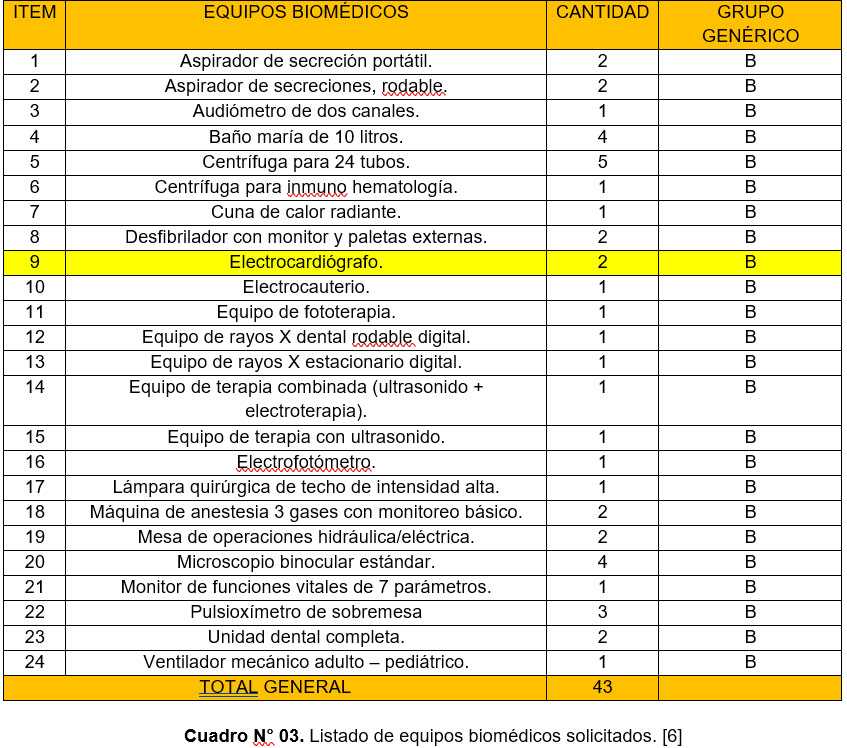 ITEM EQUIPOS BIOMÉDICOS CANTIDAD GRUPO
GENÉRICO
1 Aspirador de secreción portátil. 2 B
2 Aspirador de secreciones, rodable. 2 B
3 Audiómetro de dos canales. 1 B
4 Baño maría de 10 litros. 4 B
5 Centrífuga para 24 tubos. 5 B
6 Centrífuga para inmuno hematología. 1 B
7 Cuna de calor radiante. 1 B
8 Desfibrilador con monitor y paletas externas. 2 B
9 Electrocardiógrafo. 2 B
10 Electrocauterio. 1 B
11 Equipo de fototerapia. 1 B
12 Equipo de rayos X dental rodable digital. 1 B
13 Equipo de rayos X estacionario digital. 1 B
14 Equipo de terapia combinada (ultrasonido + 1 B
electroterapia).
15 Equipo de terapia con ultrasonido. 1 B
16 Electrofotómetro. 1 B
17 Lámpara quirúrgica de techo de intensidad alta. 1 B
18 Máquina de anestesia 3 gases con monitoreo básico. 2 B
19 Mesa de operaciones hidráulica/eléctrica. 2 B
20 Microscopio binocular estándar. 4 B
21 Monitor de funciones vitales de 7 parámetros. 1 B
22 Pulsioxímetro de sobremesa 3 B
23 Unidad dental completa. 2 B
24 Ventilador mecánico adulto – pediátrico. 1 B
TOTAL GENERAL 43
Cuadro N° 03. Listado de equipos biomédicos solicitados. [6]